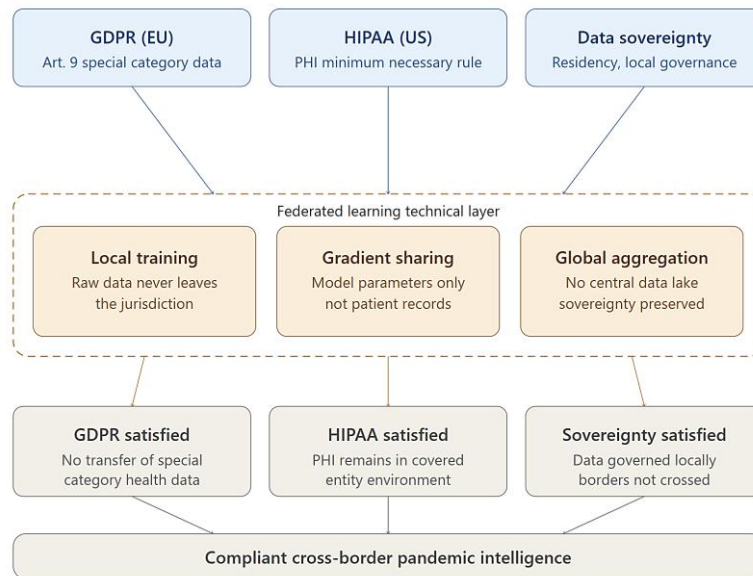 GDPR (EU)
Art. 9 special category data
HIPAA (US)
PHI minimum necessary rule
Data sovereignty
Residency, local governance
Federated learning technical layer
Local training
Raw data never leaves
the jurisdiction
Gradient sharing
Model parameters only
not patient records
Global aggregation
No central data lake
sovereignty preserved
GDPR satisfied
No transfer of special
category health data
HIPAA satisfied
PHI remains in covered
entity environment
Sovereignty satisfied
Data governed locally
borders not crossed
Compliant cross-border pandemic intelligence